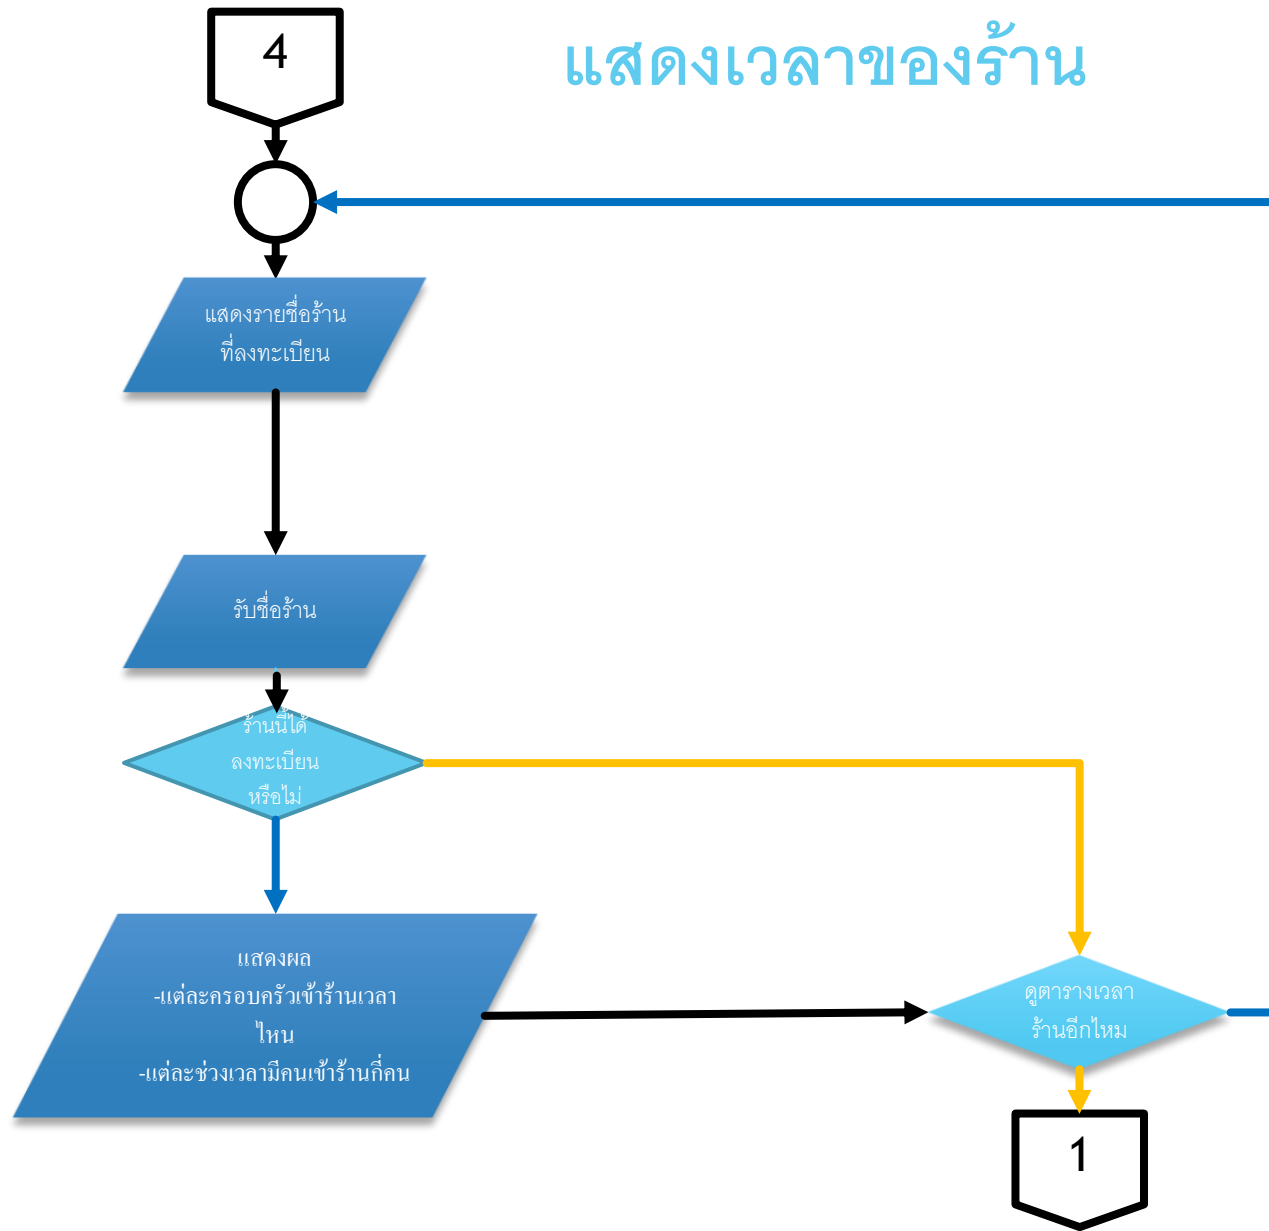 4
แสดงเวลาของร้าน
แสดงรายชื่อร้าน
ที่ลงทะเบียน
รับชื่อร้าน
ร้านนี้ได้
ลงทะเบียน
หรือไม่
แสดงผล
-แต่ละครอบครัวเข้าร้านเวลา
ไหน
-แต่ละช่วงเวลามีคนเข้าร้านกี่คน
ดูตารางเวลา
ร้านอีกไหม
1